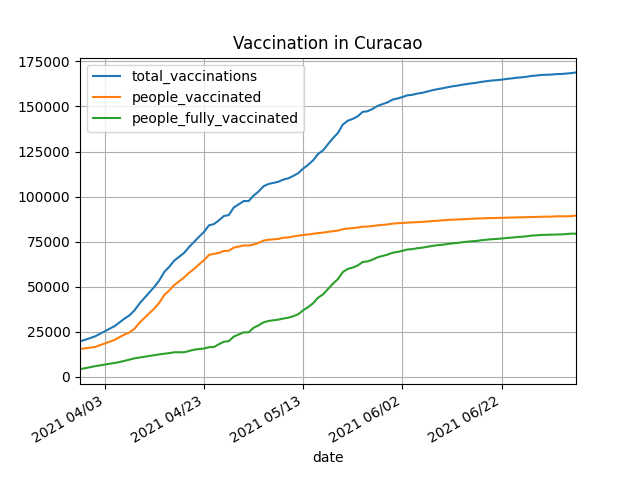 Vaccination in Curacao
total_vaccinations
people_vaccinated
people_fully_vaccinated
175000
150000
125000
100000
75000
50000
25000
0
2021 04/03
2021 04/23
2021 05/13
2021 06/02
2021 06/22
date